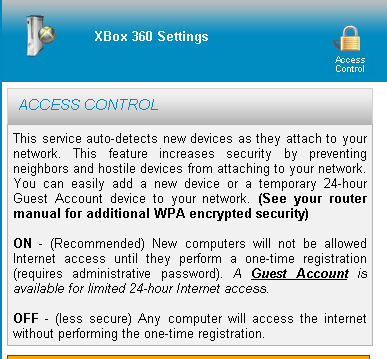 XBox 360 Settings
Access
Control
ACCESS CONTROL
This service auto-detects new devices as they attach to your
network. This feature increases security by preventing
neighbors and hostile devices from attaching to your network.
You can easily add a new device or a temporary 24-hour
Guest Account device to your network. (See your router
manual for additional WPA encrypted security)
ON - (Recommended) New computers will not be allowed
Internet access until they perform a one-time registration
(requires administrative password). A Guest Account is
available for limited 24-hour Internet access.
OFF - (less secure) Any computer will access the internet
without performing the one-time registration.